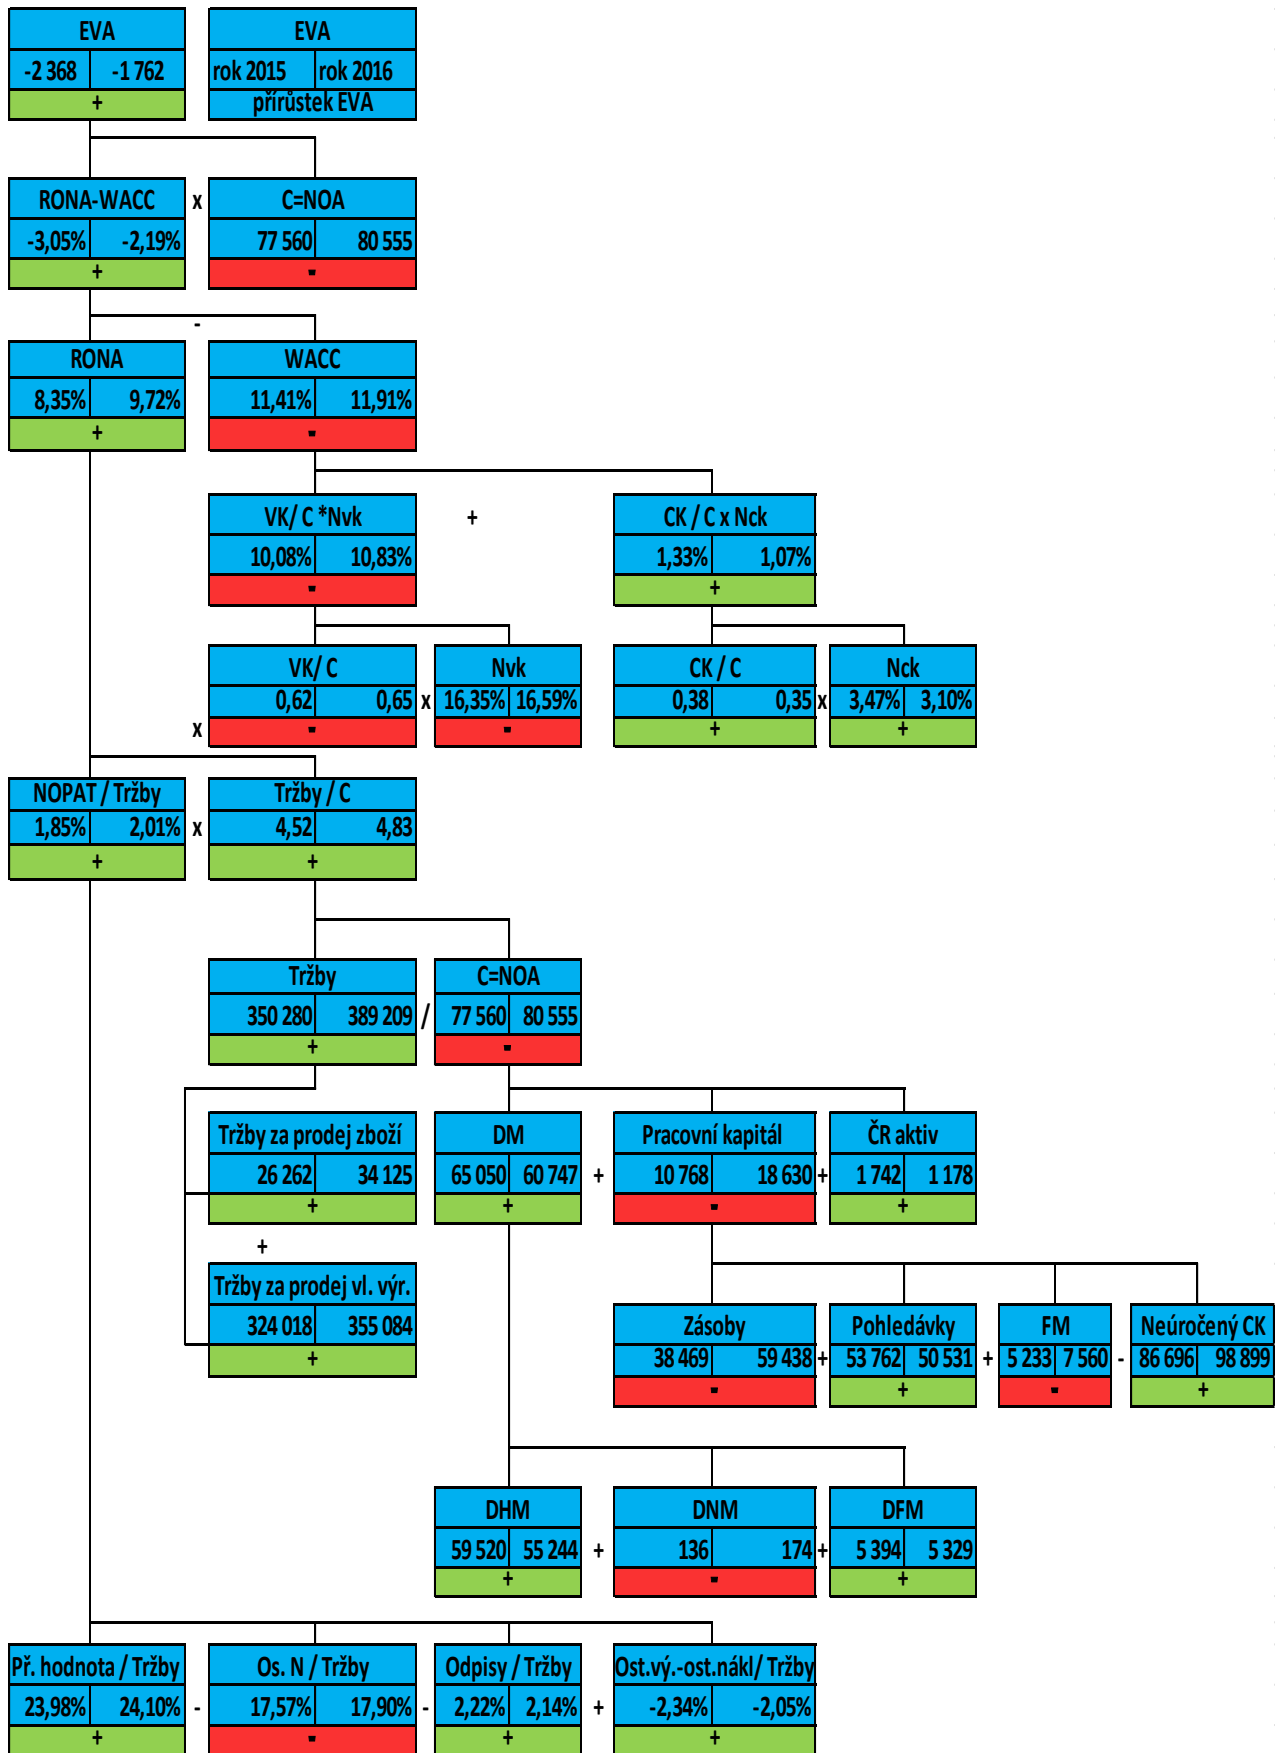 EVA EVA
-2 368 -1 762 rok 2015 rok 2016
+ přírůstek EVA
RONA-WACC x C=NOA
-3,05% -2,19% 77 560 80 555
+ -
-
RONA WACC
8,35% 9,72% 11,41% 11,91%
+ -
VK/ C *Nvk + CK / C x Nck
10,08% 10,83% 1,33% 1,07%
- +
VK/ C Nvk CK / C Nck
0,62 0,65 x 16,35% 16,59% 0,38 0,35 x 3,47% 3,10%
x - - + +
NOPAT / Tržby Tržby / C
1,85% 2,01% x 4,52 4,83
+ +
Tržby C=NOA
350 280 389 209 / 77 560 80 555
+ -
Tržby za prodej zboží DM Pracovní kapitál ČR aktiv
26 262 34 125 65 050 60 747 + 10 768 18 630 + 1 742 1 178
+ + - +
+
Tržby za prodej vl. výr.
324 018 355 084
+
Zásoby Pohledávky FM Neúročený CK
38 469 59 438 + 53 762 50 531 + 5 233 7 560 - 86 696 98 899
- + - +
DHM DNM DFM
59 520 55 244 + 136 174 + 5 394 5 329
+ - +
Př. hodnota / Tržby Os. N / Tržby Odpisy / Tržby Ost.vý.-ost.nákl/ Tržby
23,98% 24,10% - 17,57% 17,90% - 2,22% 2,14% + -2,34% -2,05%
+ - + +